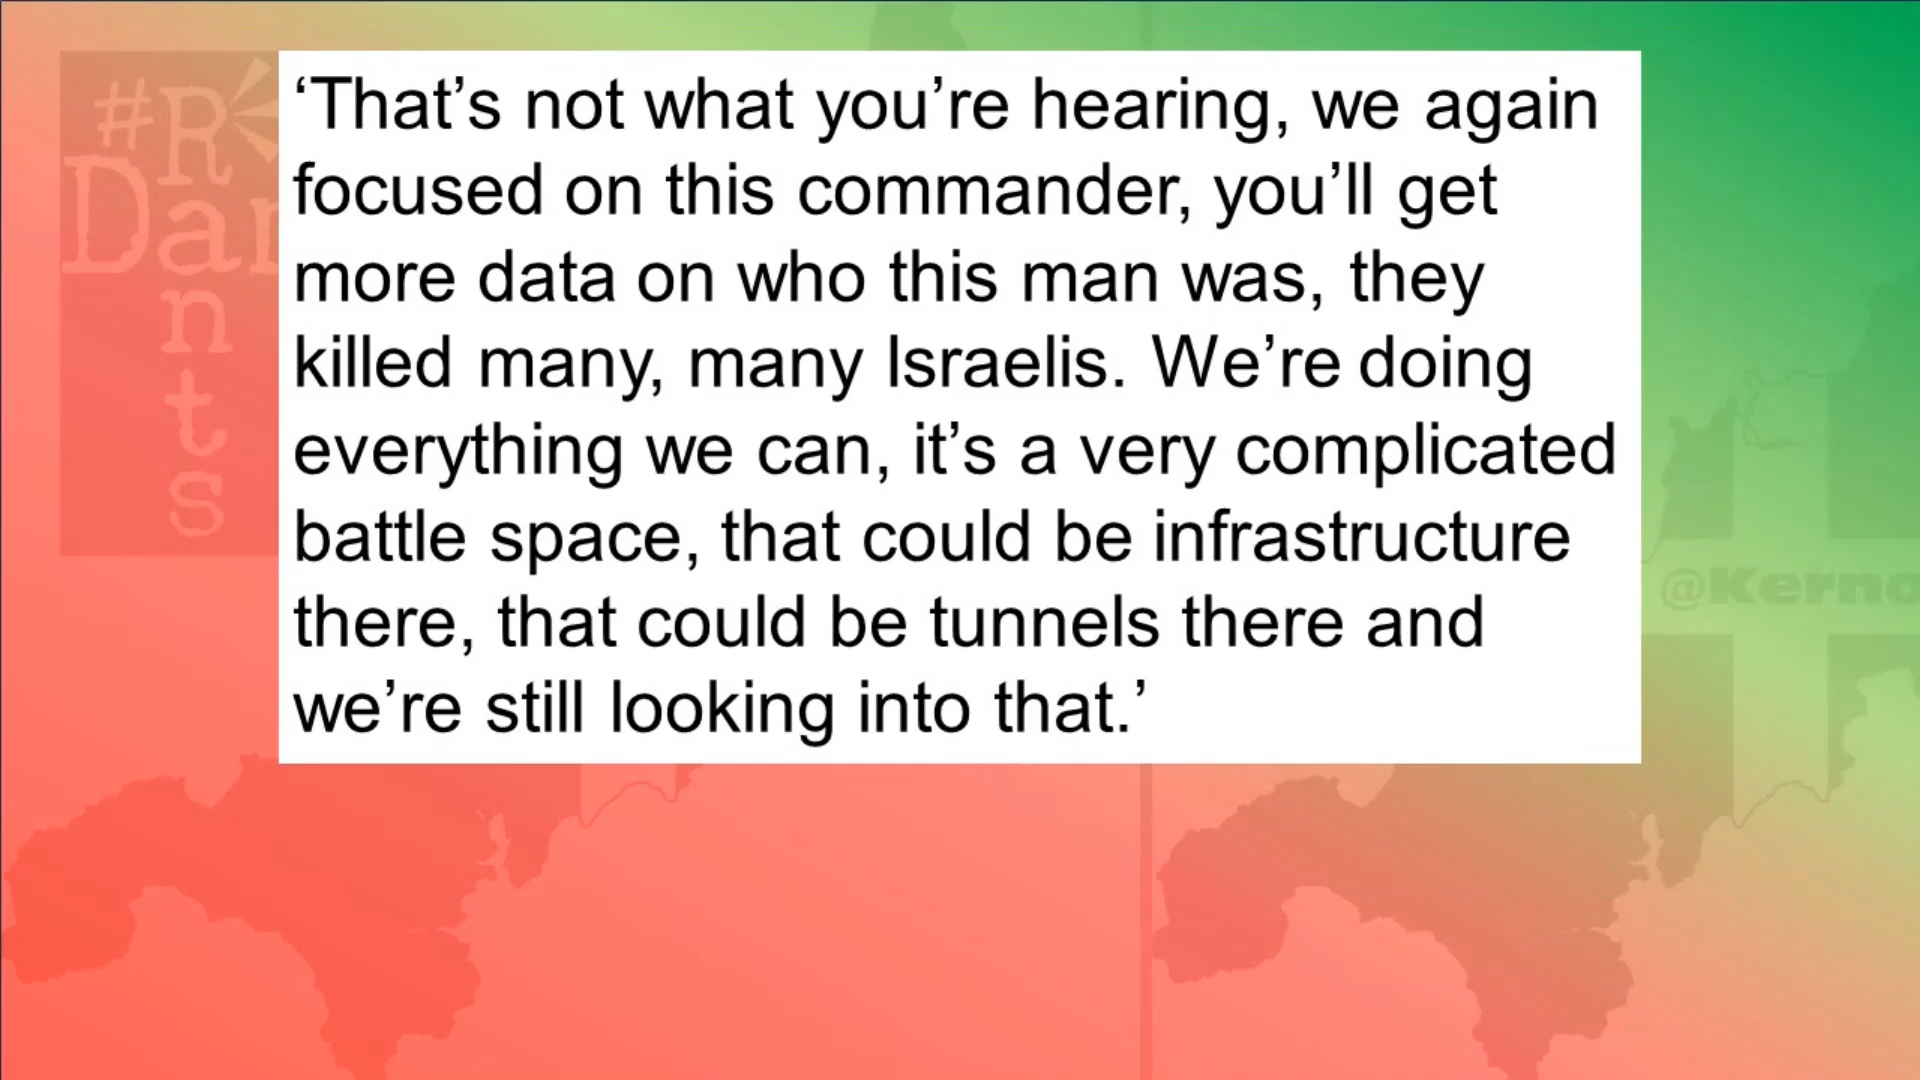 #R
Dan
n
t
s
‘That’s not what you’re hearing, we again
focused on this commander, you’ll get
more data on who this man was, they
killed many, many Israelis. We’re doing
everything we can, it’s a very complicated
battle space, that could be infrastructure
there, that could be tunnels there and
we’re still looking into that.’
@Kerno